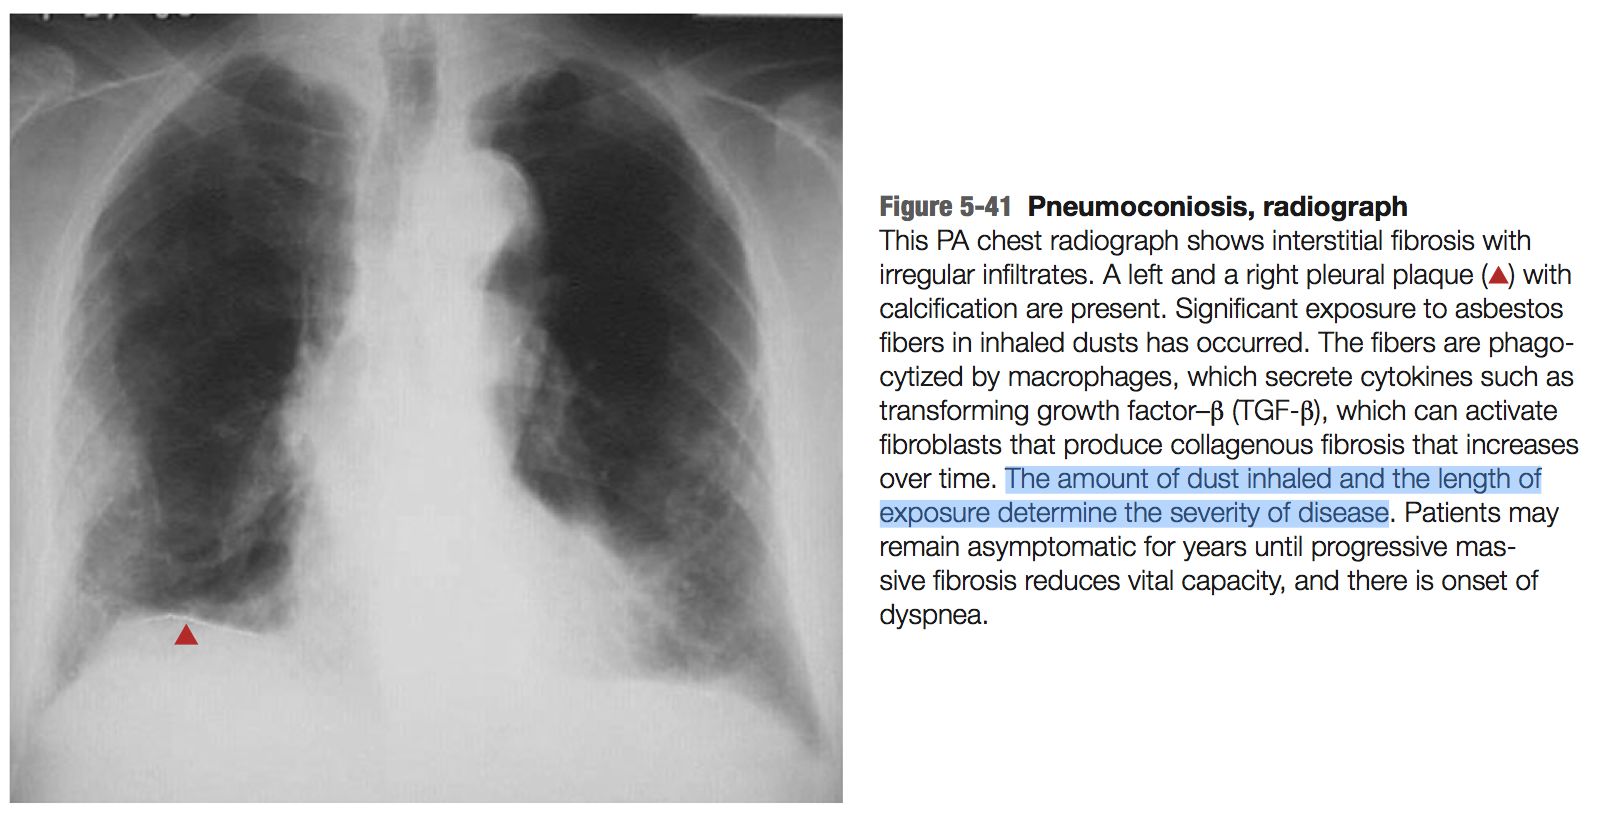 Figure 5-41 Pneumoconiosis, radiograph
This PA chest radiograph shows interstitial fibrosis with
irregular infiltrates. A left and a right pleural plaque (▲) with
calcification are present. Significant exposure to asbestos
fibers in inhaled dusts has occurred. The fibers are phago-
cytized by macrophages, which secrete cytokines such as
transforming growth factor–β (TGF-β), which can activate
fibroblasts that produce collagenous fibrosis that increases
over time. The amount of dust inhaled and the length of
exposure determine the severity of disease. Patients may
remain asymptomatic for years until progressive mas-
sive fibrosis reduces vital capacity, and there is onset of
dyspnea.